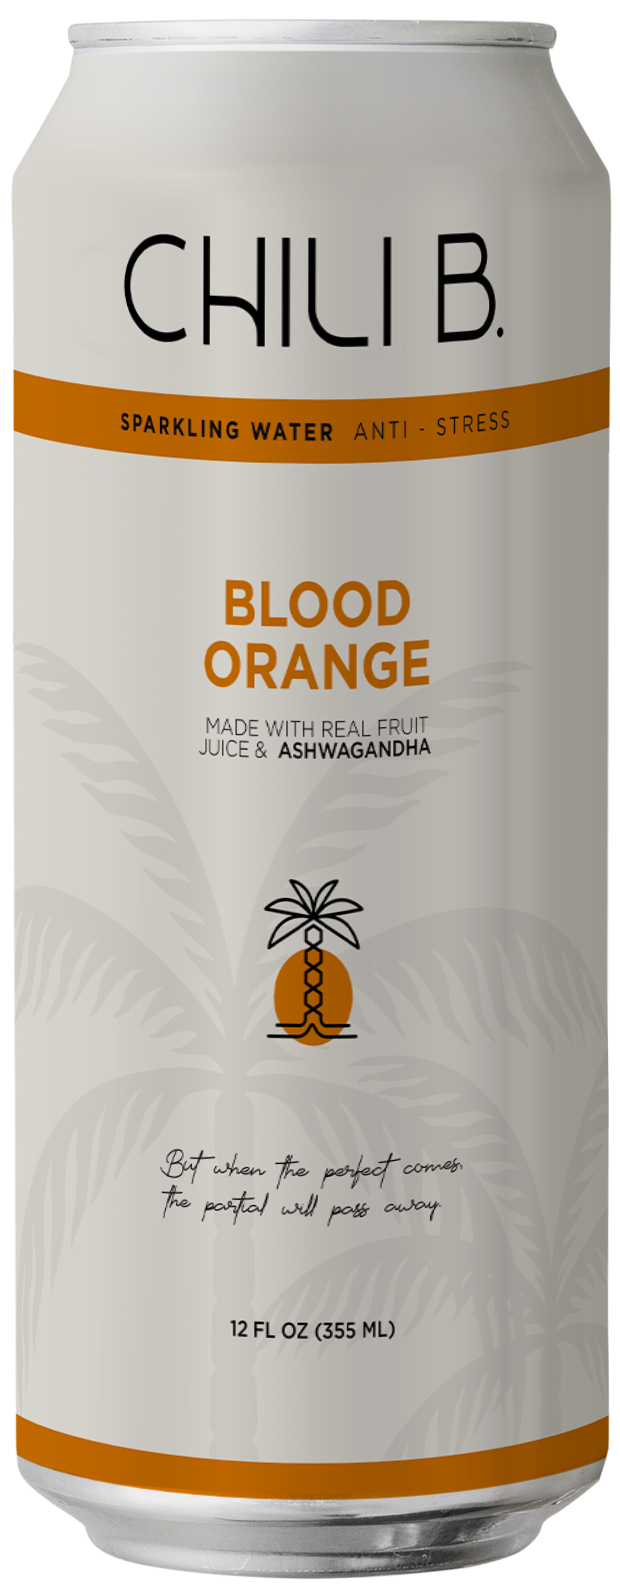 CHILI B.
SPARKLING WATER ANTI - STRESS
BLOOD
ORANGE
MADE WITH REAL FRUIT
JUICE & ASHWAGANDHA
But when the perfect comes,
the partial will pass away.
12 FL OZ (355 ML)